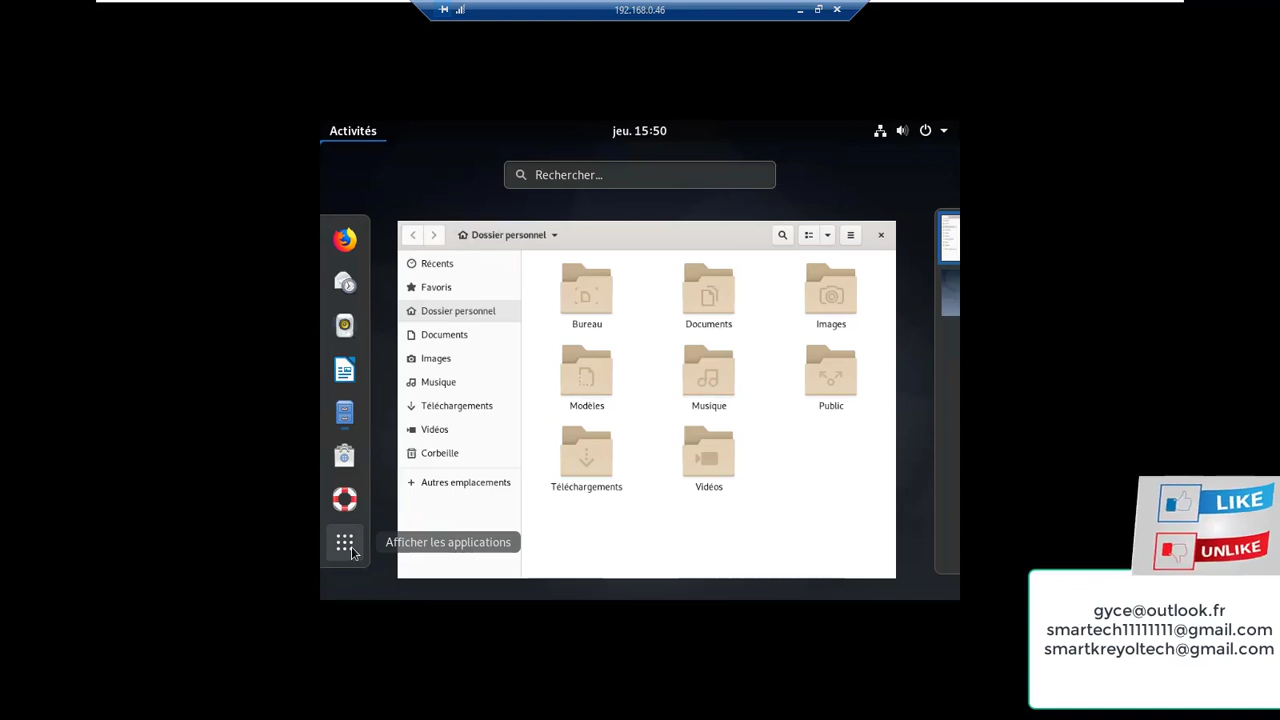 192.168.0.46
Activités
jeu. 15:50
Rechercher...
Dossier personnel
Récents
Favoris
Dossier personnel
Documents
Images
Musique
Téléchargements
Vidéos
Corbeille
Autres emplacements
Bureau
Documents
Images
Modèles
Musique
Public
Téléchargements
Vidéos
Afficher les applications
LIKE
UNLIKE
gyce@outlook.fr
smartech11111111@gmail.com
smartkreyoltech@gmail.com